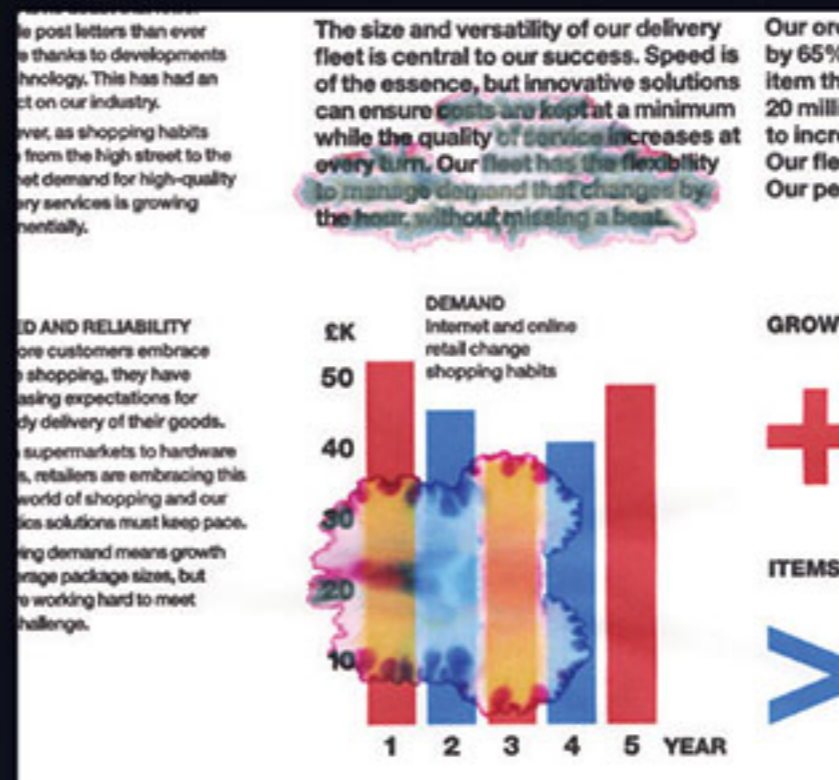 le post letters than ever
thanks to developments
hnology. This has had an
ct on our industry.
ver, as shopping habits
from the high street to the
et demand for high-quality
ery services is growing
nentially.
ED AND RELIABILITY
ore customers embrace
shopping, they have
asing expectations for
dy delivery of their goods.
supermarkets to hardware
s, retailers are embracing this
world of shopping and our
tics solutions must keep pace.
ing demand means growth
erage package sizes, but
working hard to meet
hallenge.
The size and versatility of our delivery
fleet is central to our success. Speed is
of the essence, but innovative solutions
can ensure costs are kept at a minimum
while the quality of service increases at
every turn. Our fleet has the flexibility
to manage demand that changes by
the hour, without missing a beat.
DEMAND
Internet and online
retail change
shopping habits
£K
50
40
30
20
10
1 2 3 4 5 YEAR
Our ore
by 65%
item th
20 milli
to incre
Our fle
Our pe
GROW
+
ITEMS
>